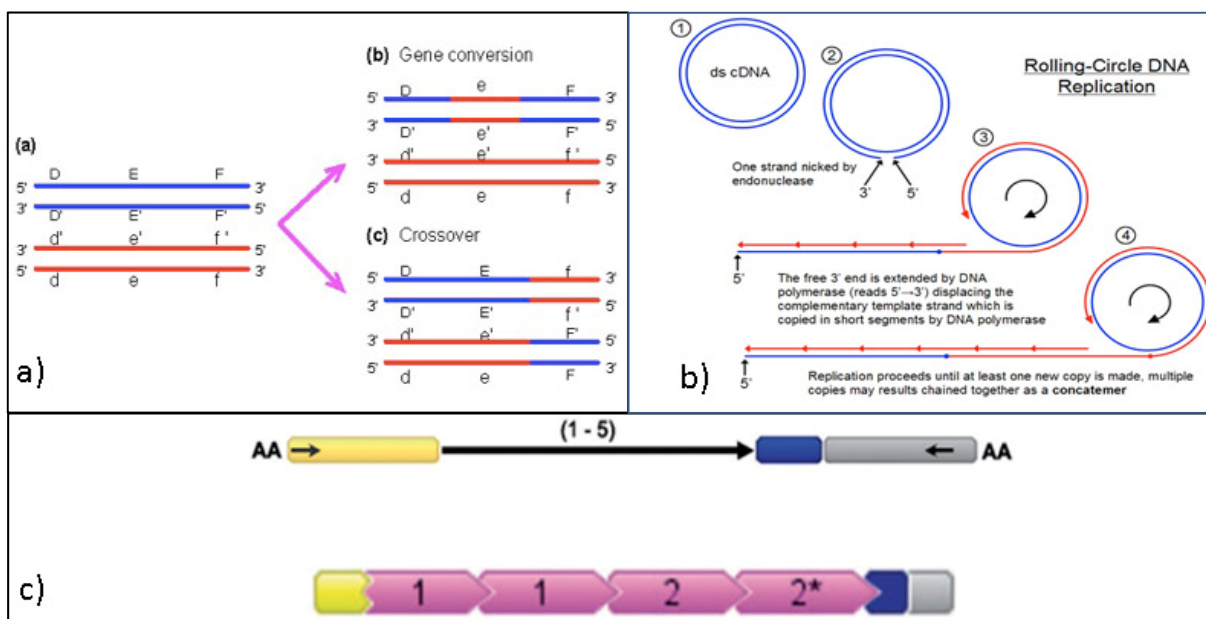 (a)
D E F
5' 3'
3' 5'
D' E' F'
d' e' f'
3' 5'
5' 3'
d e f
(b) Gene conversion
D e F
5' 3'
3' 5'
D' e' F'
d' e' f'
3' 5'
5' 3'
d e f
(c) Crossover
D E f
5' 3'
3' 5'
D' E' f'
d' e' F'
3' 5'
5' 3'
d e F
a)
Rolling-Circle DNA
Replication
1
ds cDNA
2
One strand nicked by
endonuclease
3' 5'
3
5'
The free 3' end is extended by DNA
polymerase (reads 5'→3') displacing the
complementary template strand which is
copied in short segments by DNA polymerase
4
5'
Replication proceeds until at least one new copy is made, multiple
copies may results chained together as a concatemer
b)
(1 - 5)
AA AA
1 1 2 2*
c)